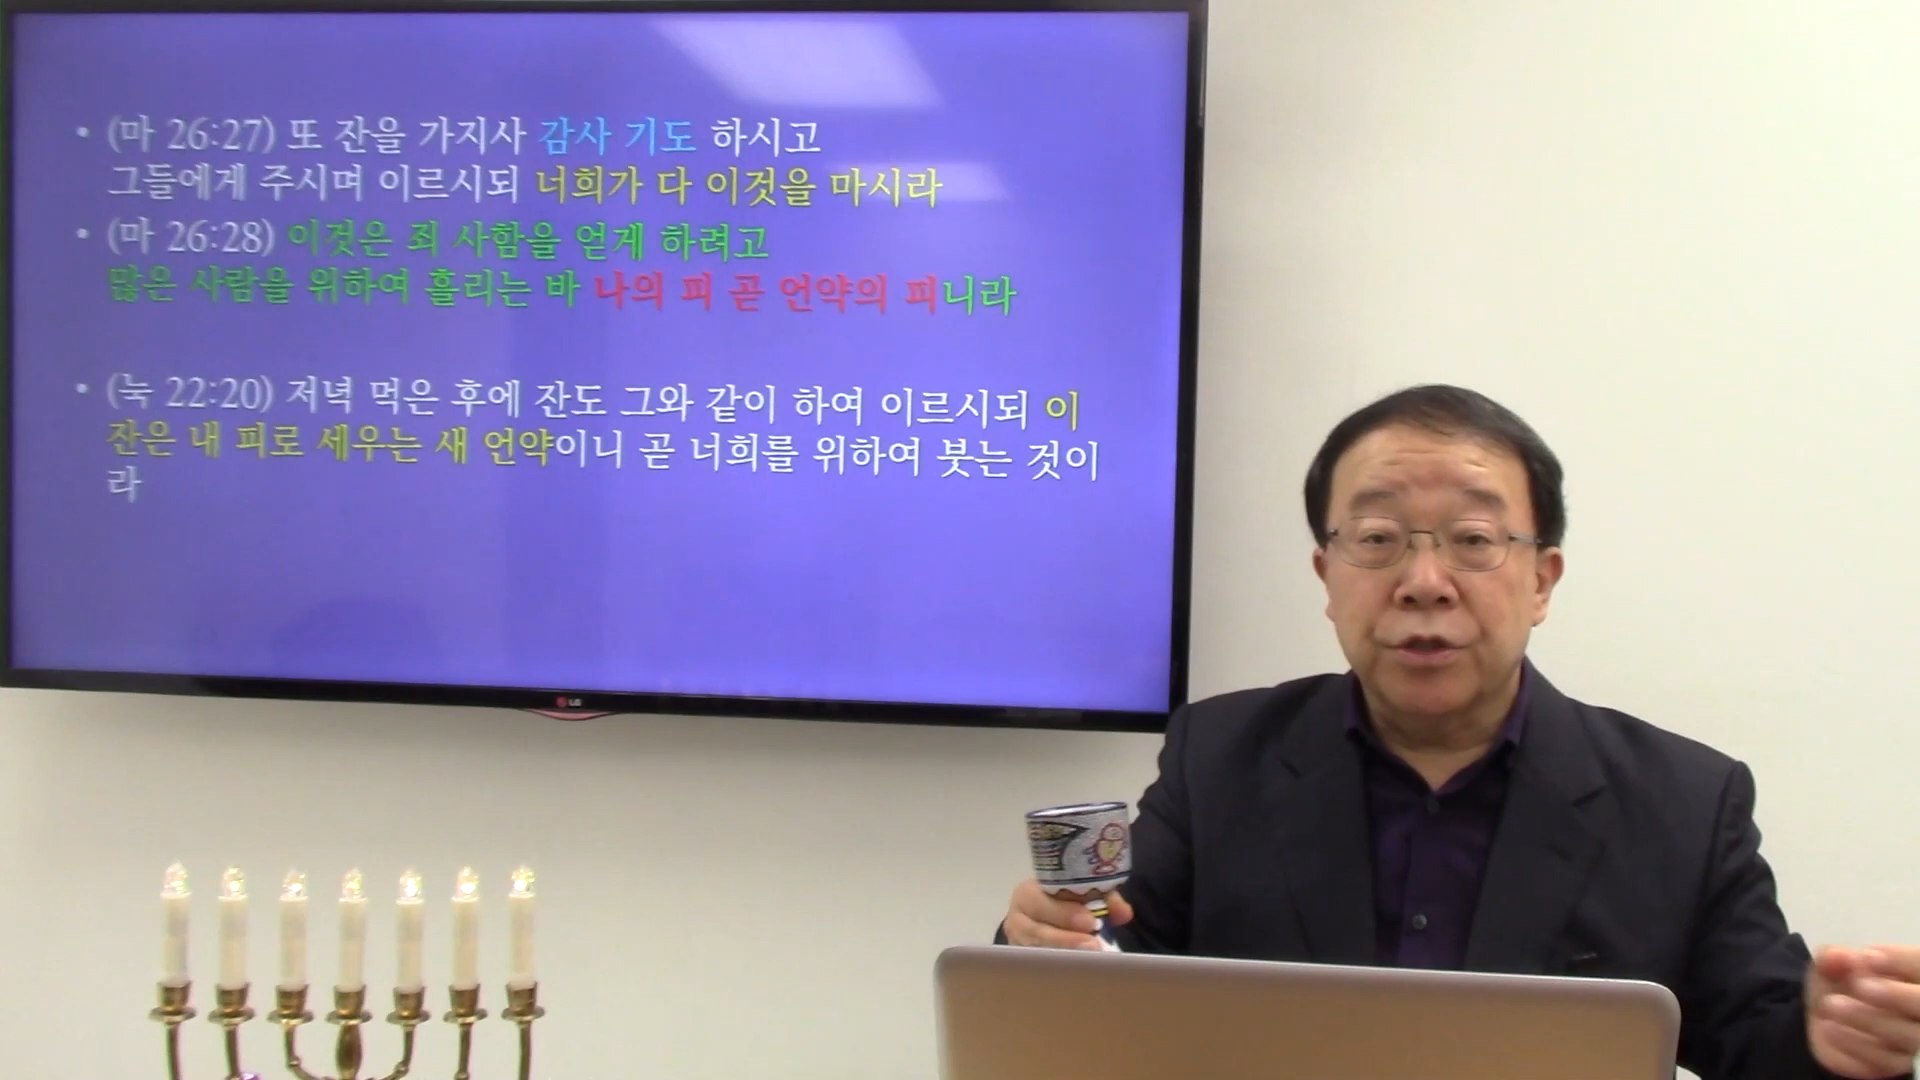 • (마 26:27) 또 잔을 가지사 감사 기도 하시고
그들에게 주시며 이르시되 너희가 다 이것을 마시라
• (마 26:28) 이것은 죄 사함을 얻게 하려고
많은 사람을 위하여 흘리는 바 나의 피 곧 언약의 피니라
• (눅 22:20) 저녁 먹은 후에 잔도 그와 같이 하여 이르시되 이
잔은 내 피로 세우는 새 언약이니 곧 너희를 위하여 붓는 것이
라
LG